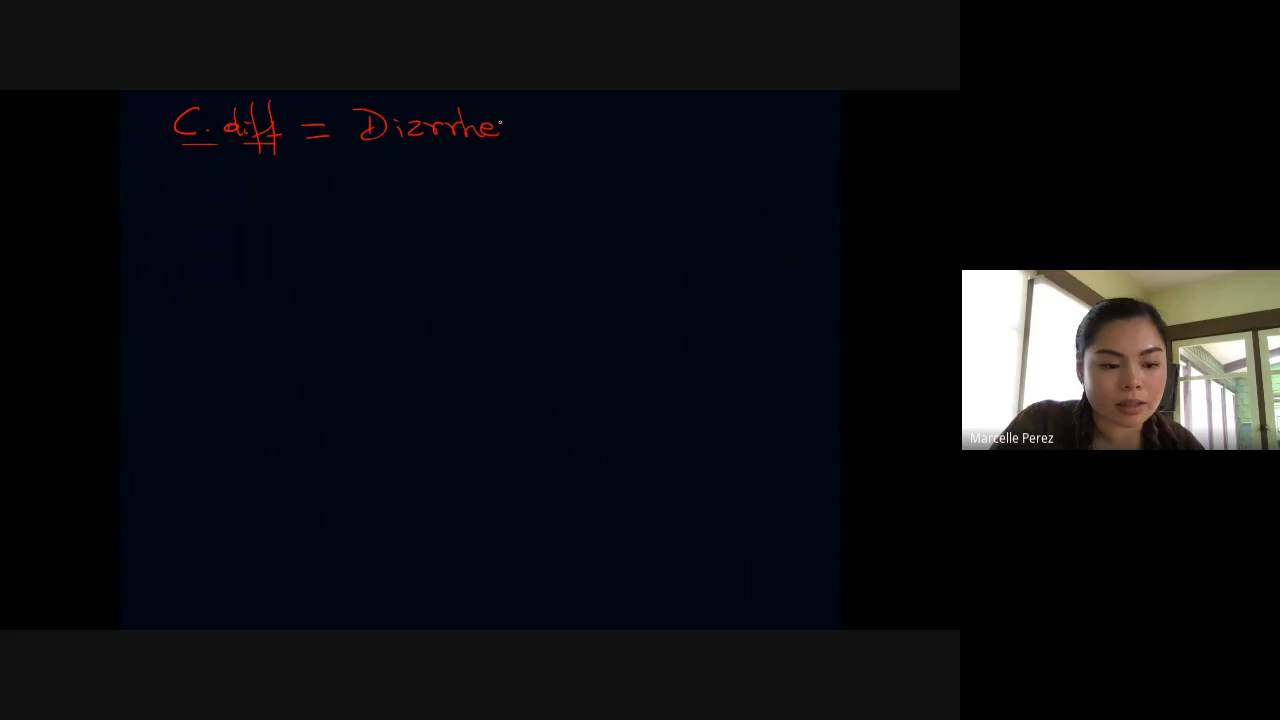 C. diff = Diarrhe
Marcelle Perez